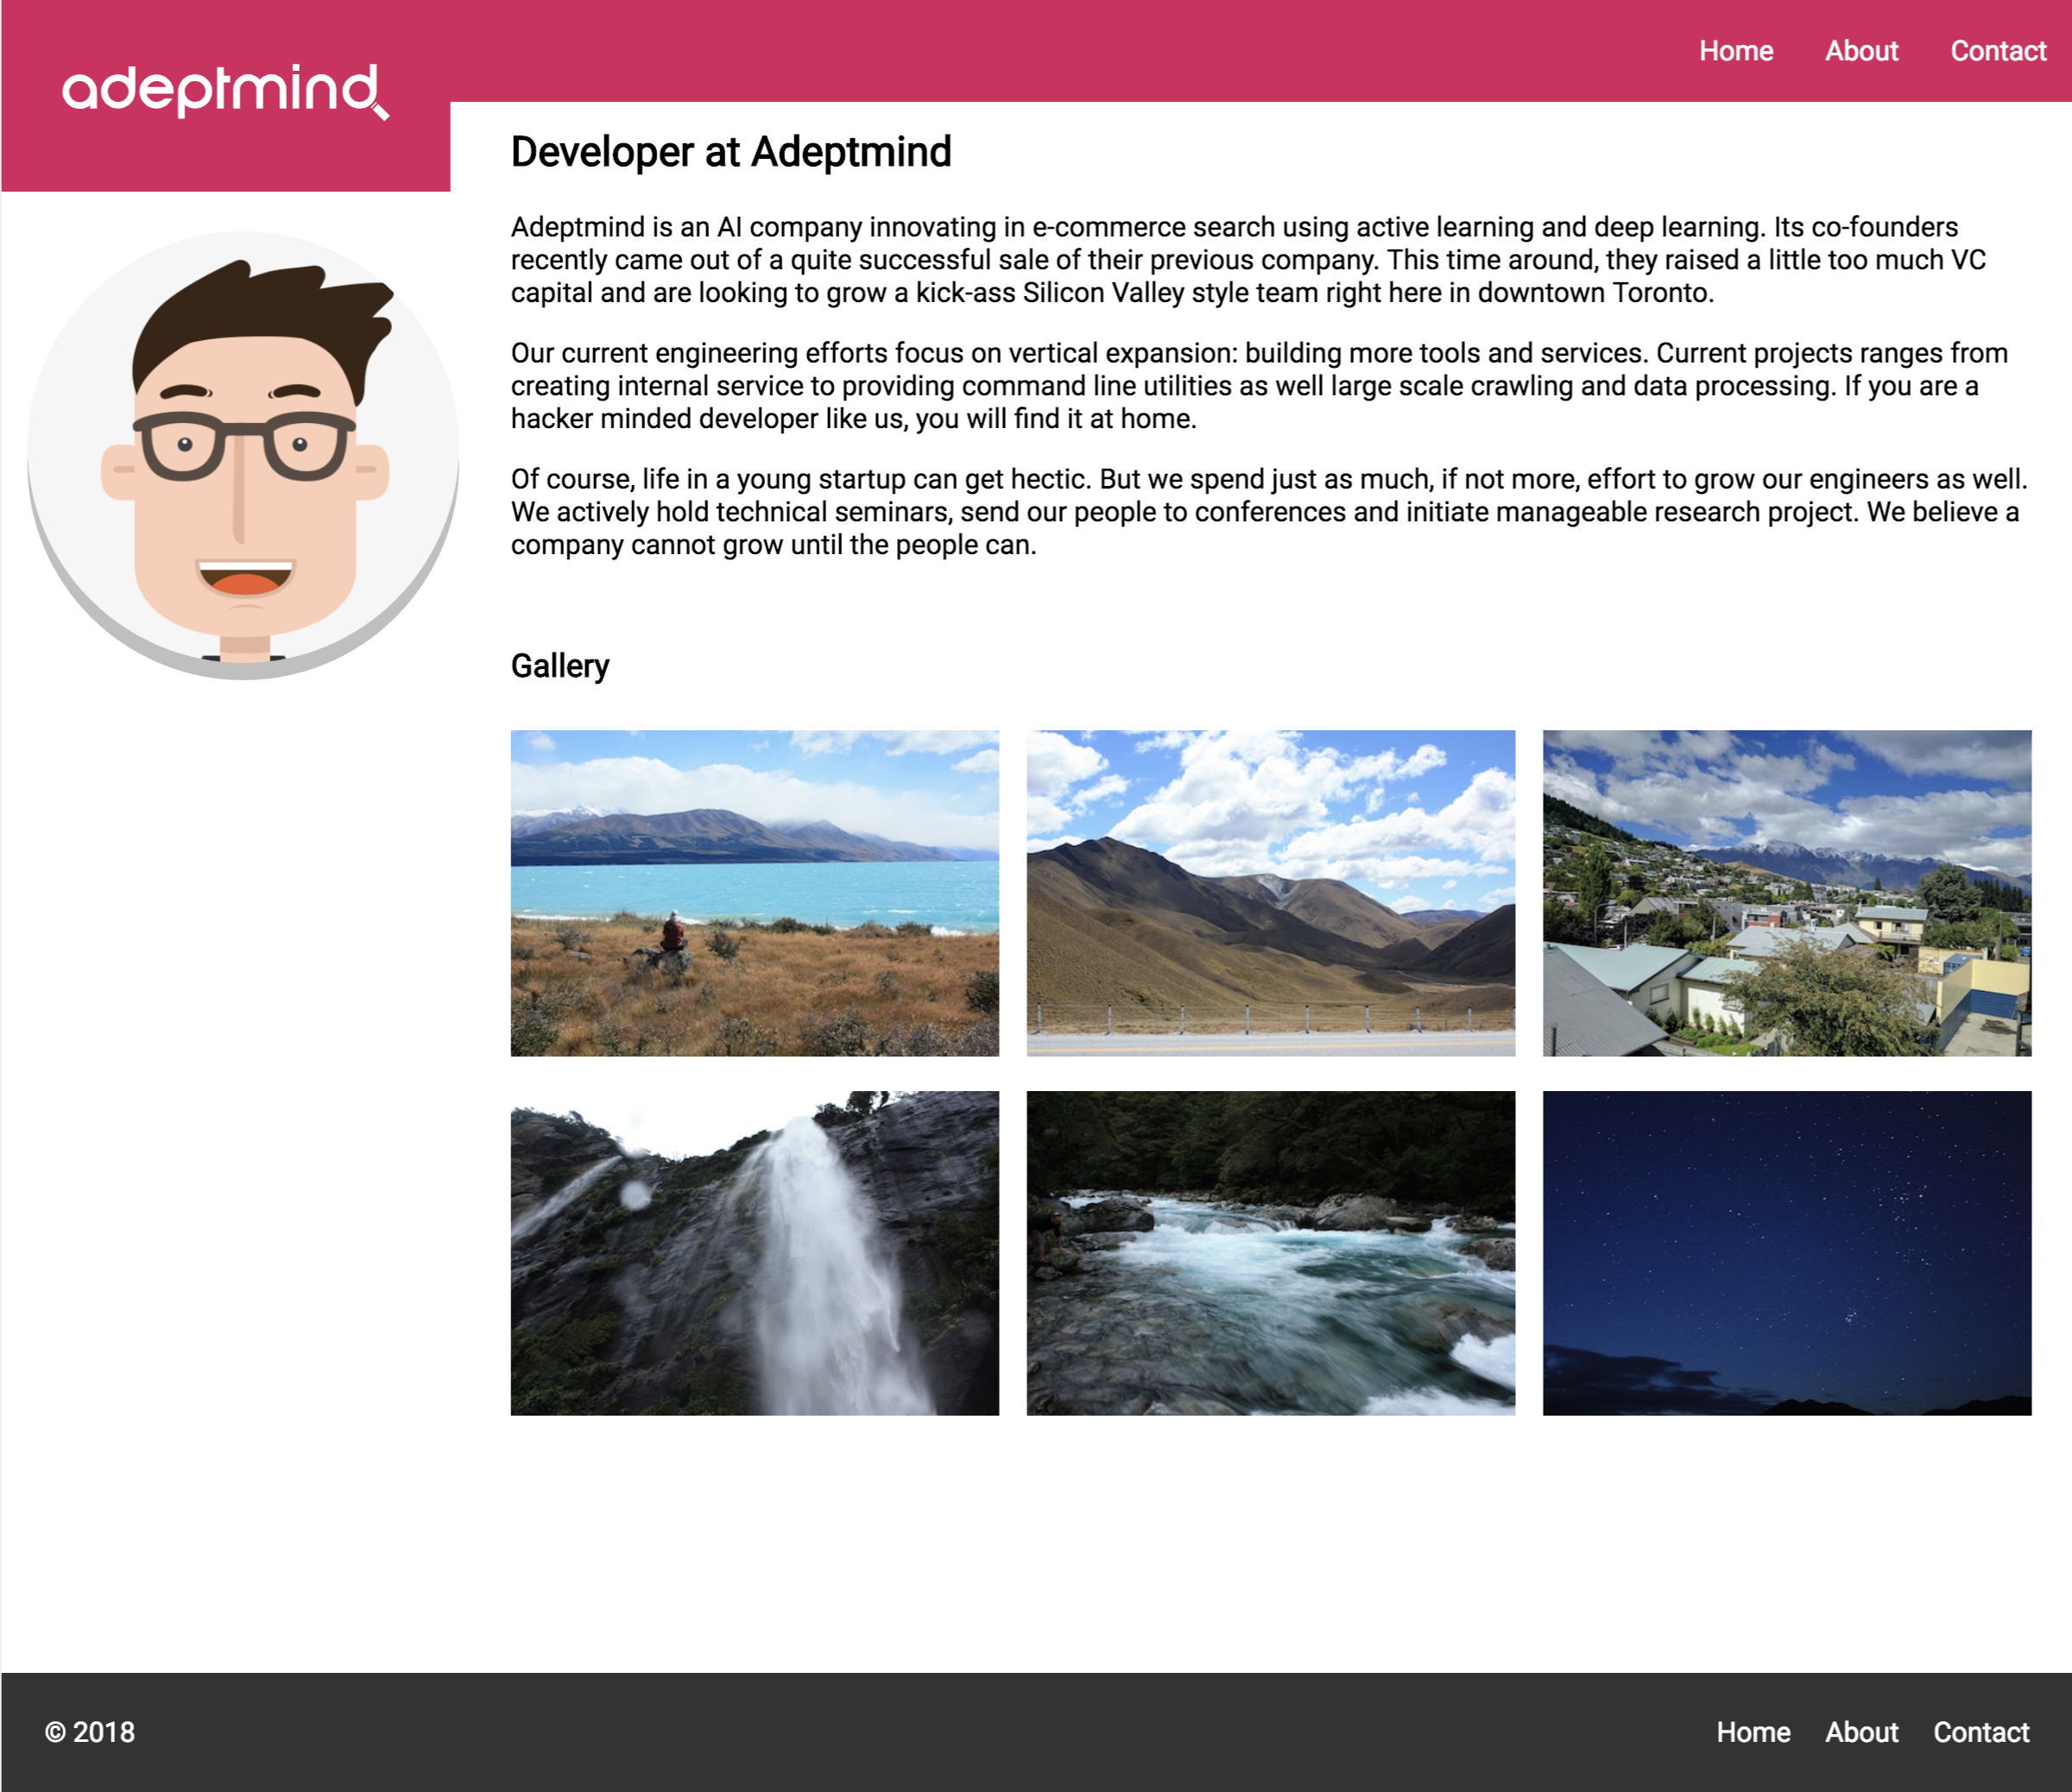 adeptmind
Home About Contact
Developer at Adeptmind
Adeptmind is an AI company innovating in e-commerce search using active learning and deep learning. Its co-founders
recently came out of a quite successful sale of their previous company. This time around, they raised a little too much VC
capital and are looking to grow a kick-ass Silicon Valley style team right here in downtown Toronto.
Our current engineering efforts focus on vertical expansion: building more tools and services. Current projects ranges from
creating internal service to providing command line utilities as well large scale crawling and data processing. If you are a
hacker minded developer like us, you will find it at home.
Of course, life in a young startup can get hectic. But we spend just as much, if not more, effort to grow our engineers as well.
We actively hold technical seminars, send our people to conferences and initiate manageable research project. We believe a
company cannot grow until the people can.
Gallery
© 2018
Home About Contact